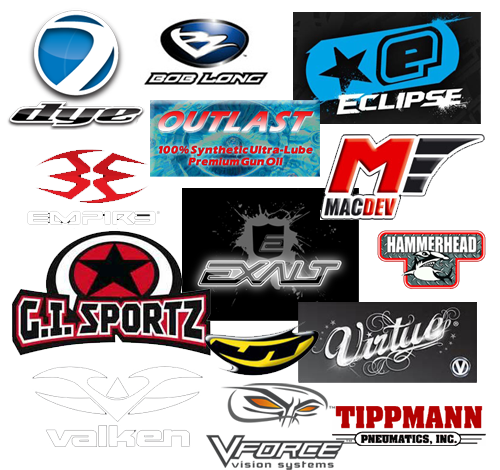 dye
BOB LONG
e
ECLIPSE
OUTLAST
100% Synthetic Ultra-Lube
Premium Gun Oil
M
MACDEV
EMPIRE
E
EXALT
HAMMERHEAD
G.I. SPORTZ
Virtue®
V
valken
VFORCE
vision systems
TIPPMANN
PNEUMATICS, INC.